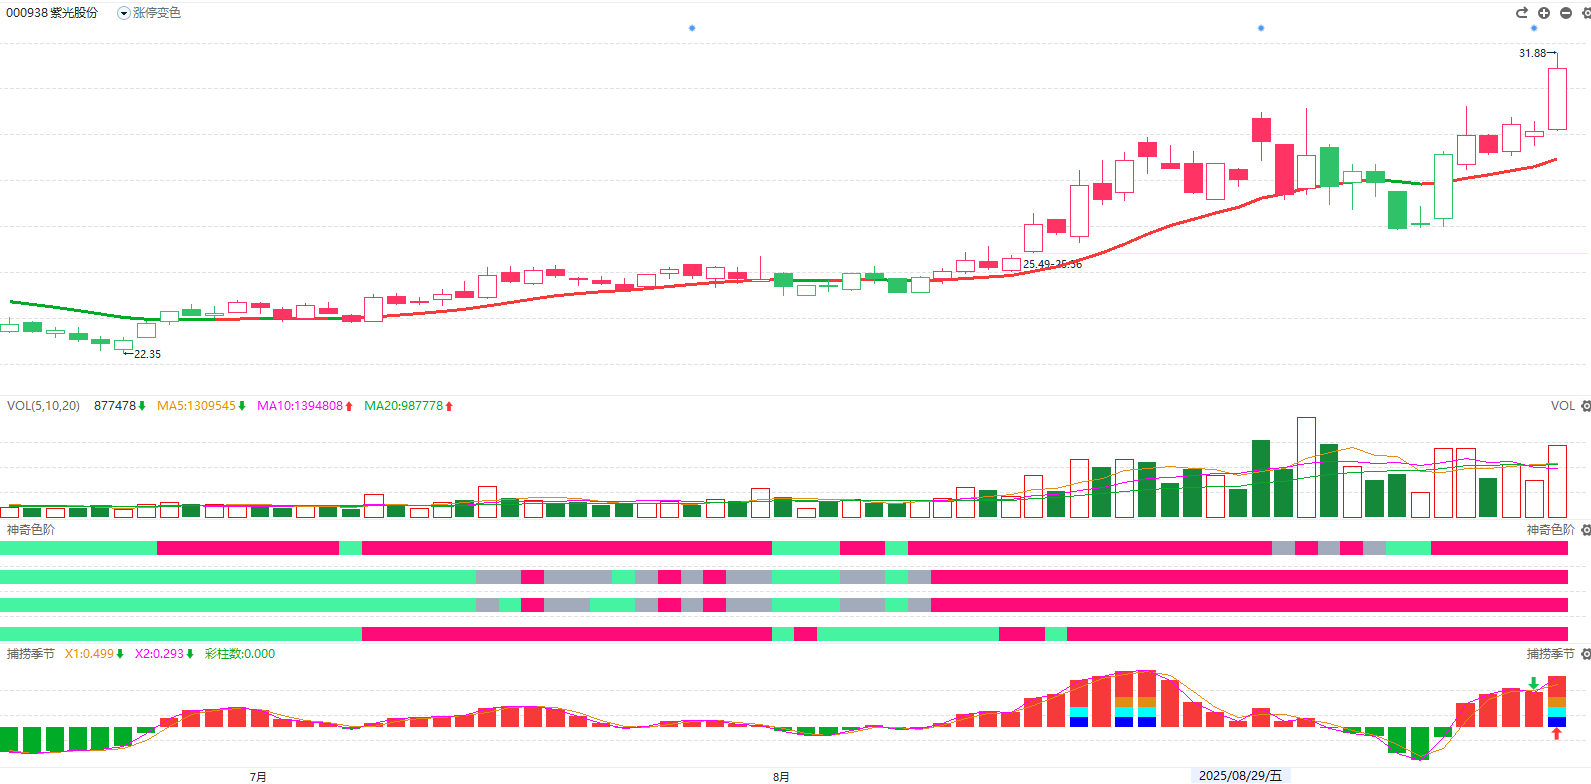 000938 紫光股份 涨停变色
31.88
25.49-25.36
22.35
VOL(5,10,20) 877478 MA5:1309545 MA10:1394808 MA20:987778 VOL
神奇色阶 神奇色阶
捕捞季节 X1:0.499 X2:0.293 彩柱数:0.000 捕捞季节
7月 8月 2025/08/29/五